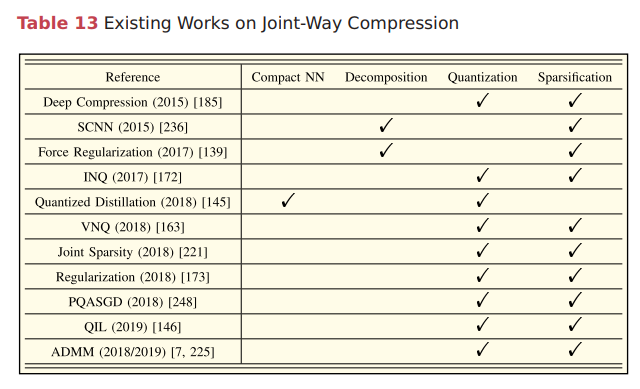 Table 13 Existing Works on Joint-Way Compression
Reference Compact NN Decomposition Quantization Sparsification
Deep Compression (2015) [185] ✓ ✓
SCNN (2015) [236] ✓ ✓
Force Regularization (2017) [139] ✓ ✓
INQ (2017) [172] ✓ ✓
Quantized Distillation (2018) [145] ✓ ✓
VNQ (2018) [163] ✓ ✓
Joint Sparsity (2018) [221] ✓ ✓
Regularization (2018) [173] ✓ ✓
PQASGD (2018) [248] ✓ ✓
QIL (2019) [146] ✓ ✓
ADMM (2018/2019) [7, 225] ✓ ✓